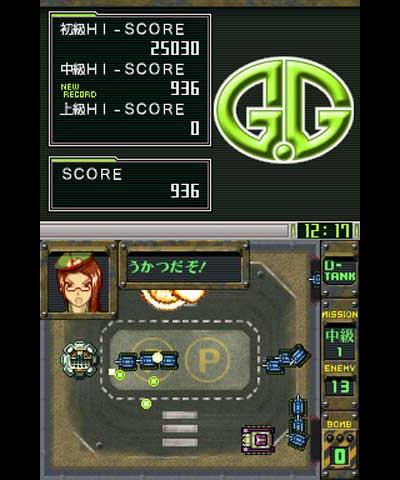 初級HI-SCORE
25030
中級HI-SCORE
NEW
RECORD
936
上級HI-SCORE
0
G.G
SCORE
936
12:17
うかつだぞ!
U-
TANK
MISSION
中級
1
ENEMY
13
BOMB
0
P